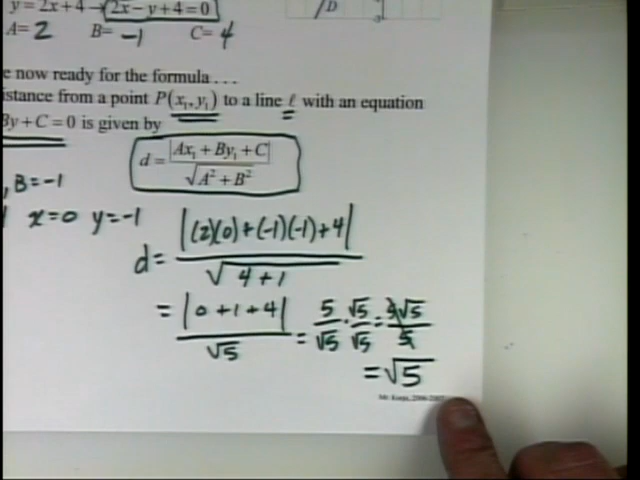 y = 2x + 4 → 2x − y + 4 = 0
A= 2 B= -1 C= 4
D
e now ready for the formula . . .
istance from a point P(x₁, y₁) to a line ℓ with an equation
By + C = 0 is given by
d = |Ax₁ + By₁ + C| / √(A² + B²)
, B = -1
x=0 y=-1
d = |(2)(0) + (-1)(-1) + 4| / √(4+1)
= |0 + 1 + 4| / √5 = 5/√5 · √5/√5 = 5√5/5
= √5